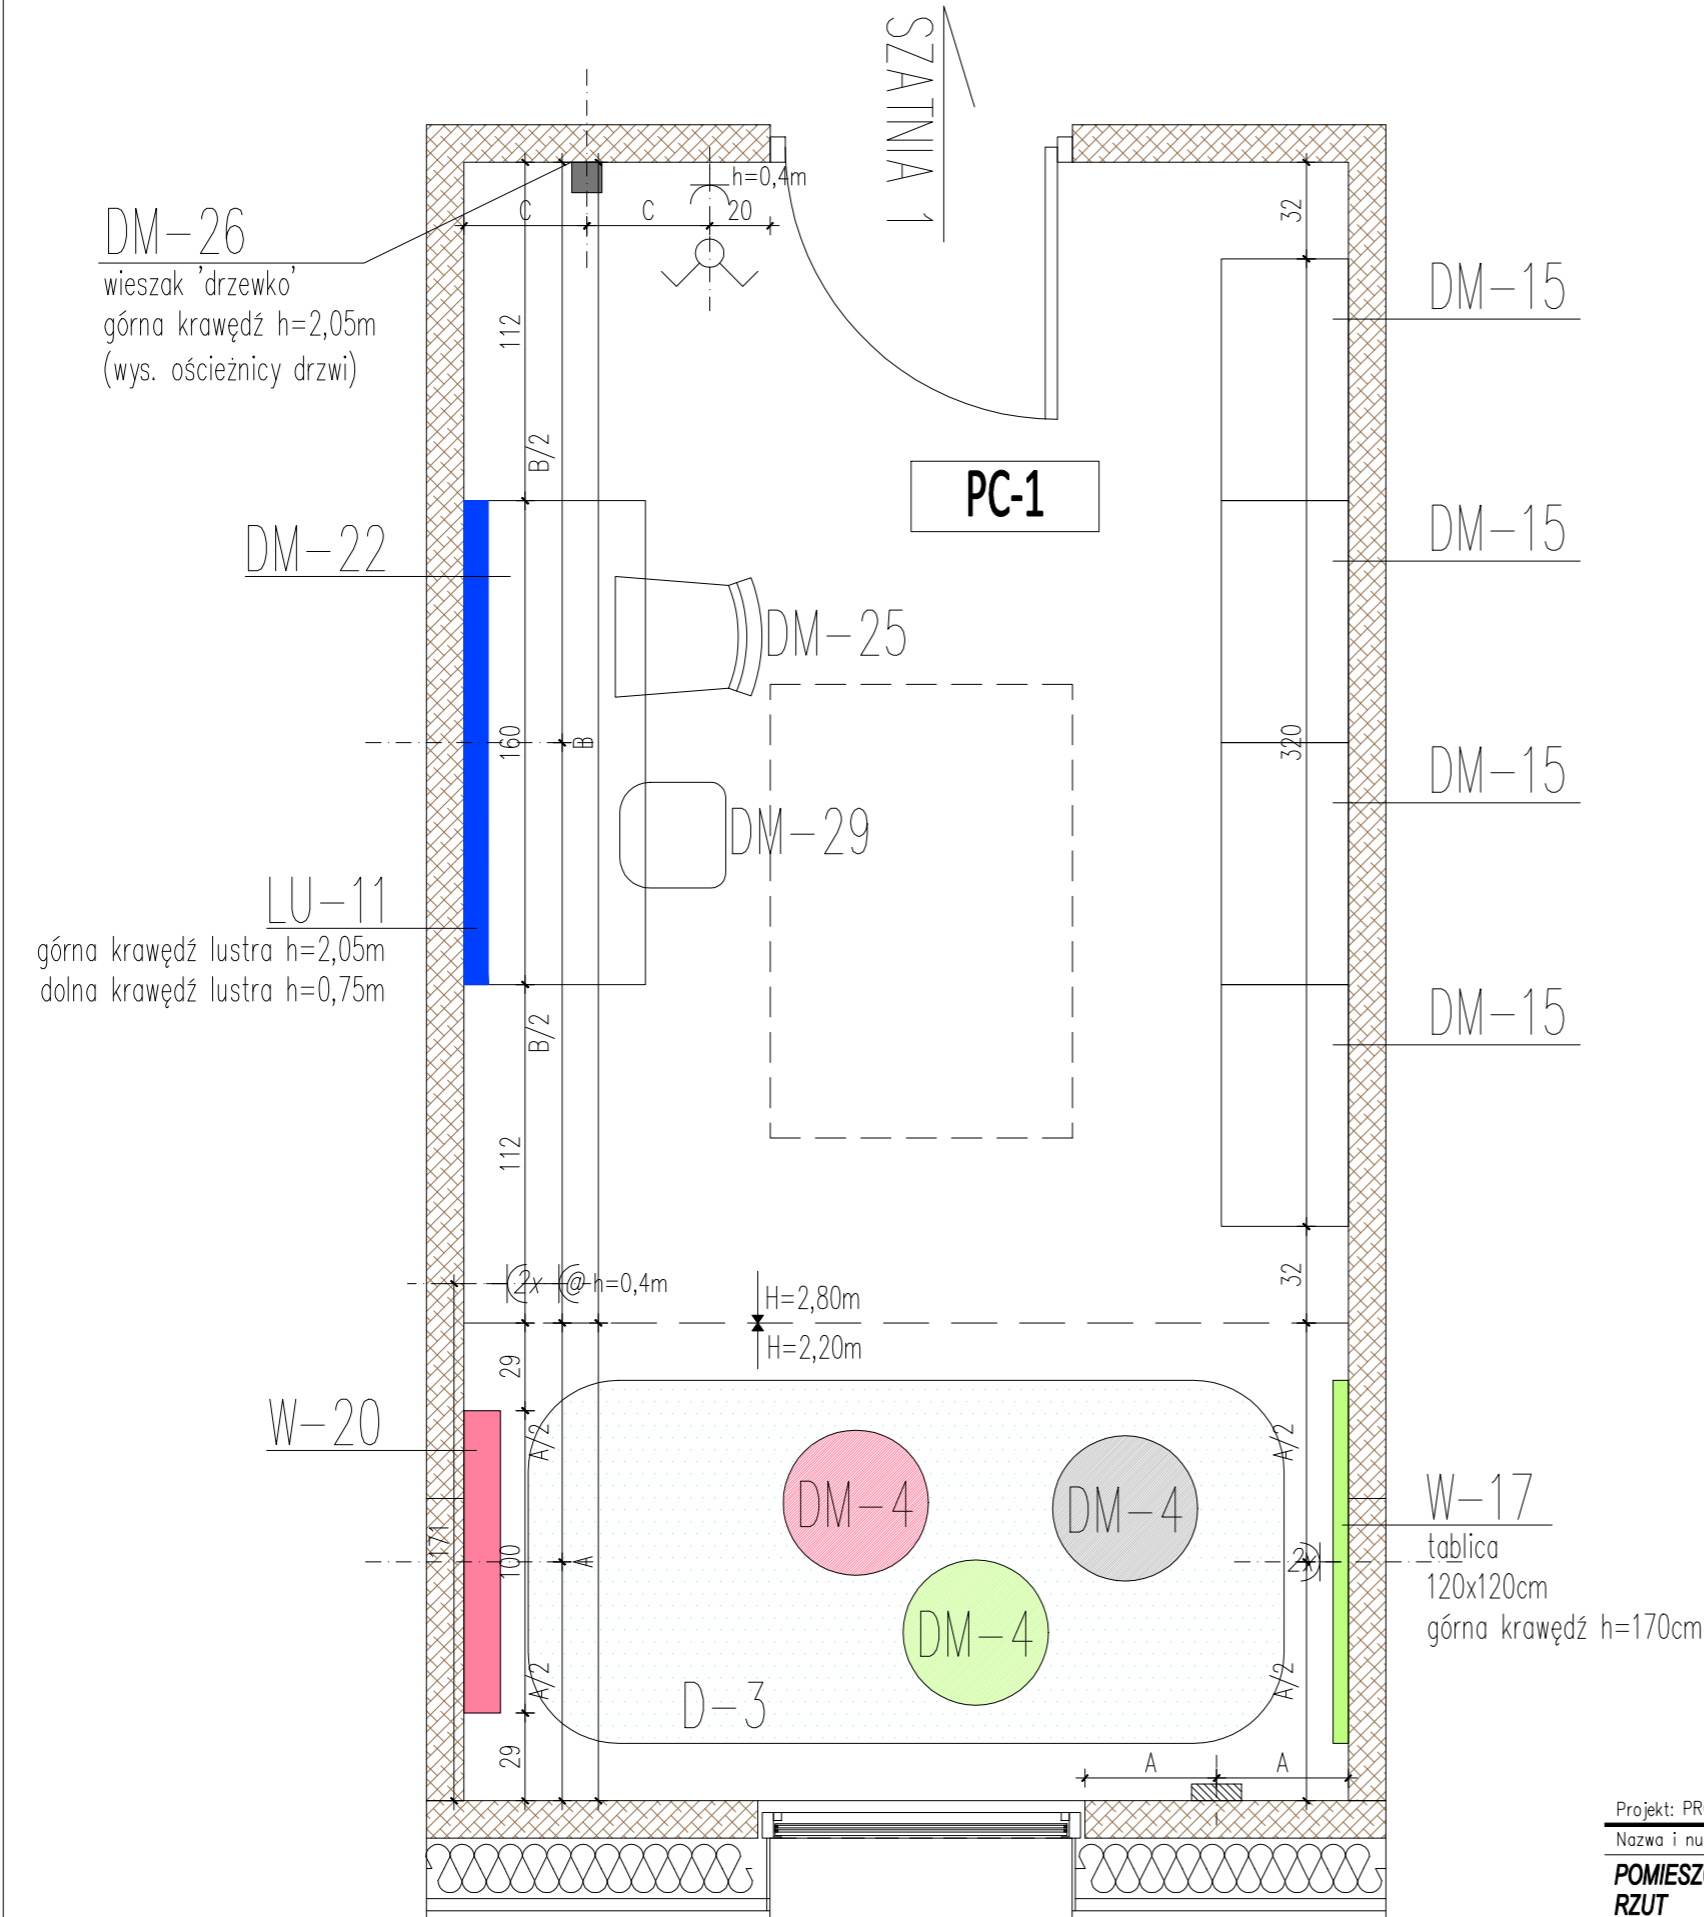 SZATNIA 1
DM-26
wieszak 'drzewko'
górna krawędź h=2,05m
(wys. ościeżnicy drzwi)
h=0,4m
C
C
20
32
112
B/2
DM-15
PC-1
DM-22
DM-15
DM-25
160
B
320
DM-15
DM-29
LU-11
górna krawędź lustra h=2,05m
dolna krawędź lustra h=0,75m
B/2
DM-15
112
2x
@ h=0,4m
32
H=2,80m
H=2,20m
29
W-20
A/2
A/2
DM-4
DM-4
W-17
tablica
120x120cm
górna krawędź h=170cm
171
100
A
2x
DM-4
A/2
A/2
D-3
29
A
A
Projekt: PR
Nazwa i nu
POMIESZ
RZUT